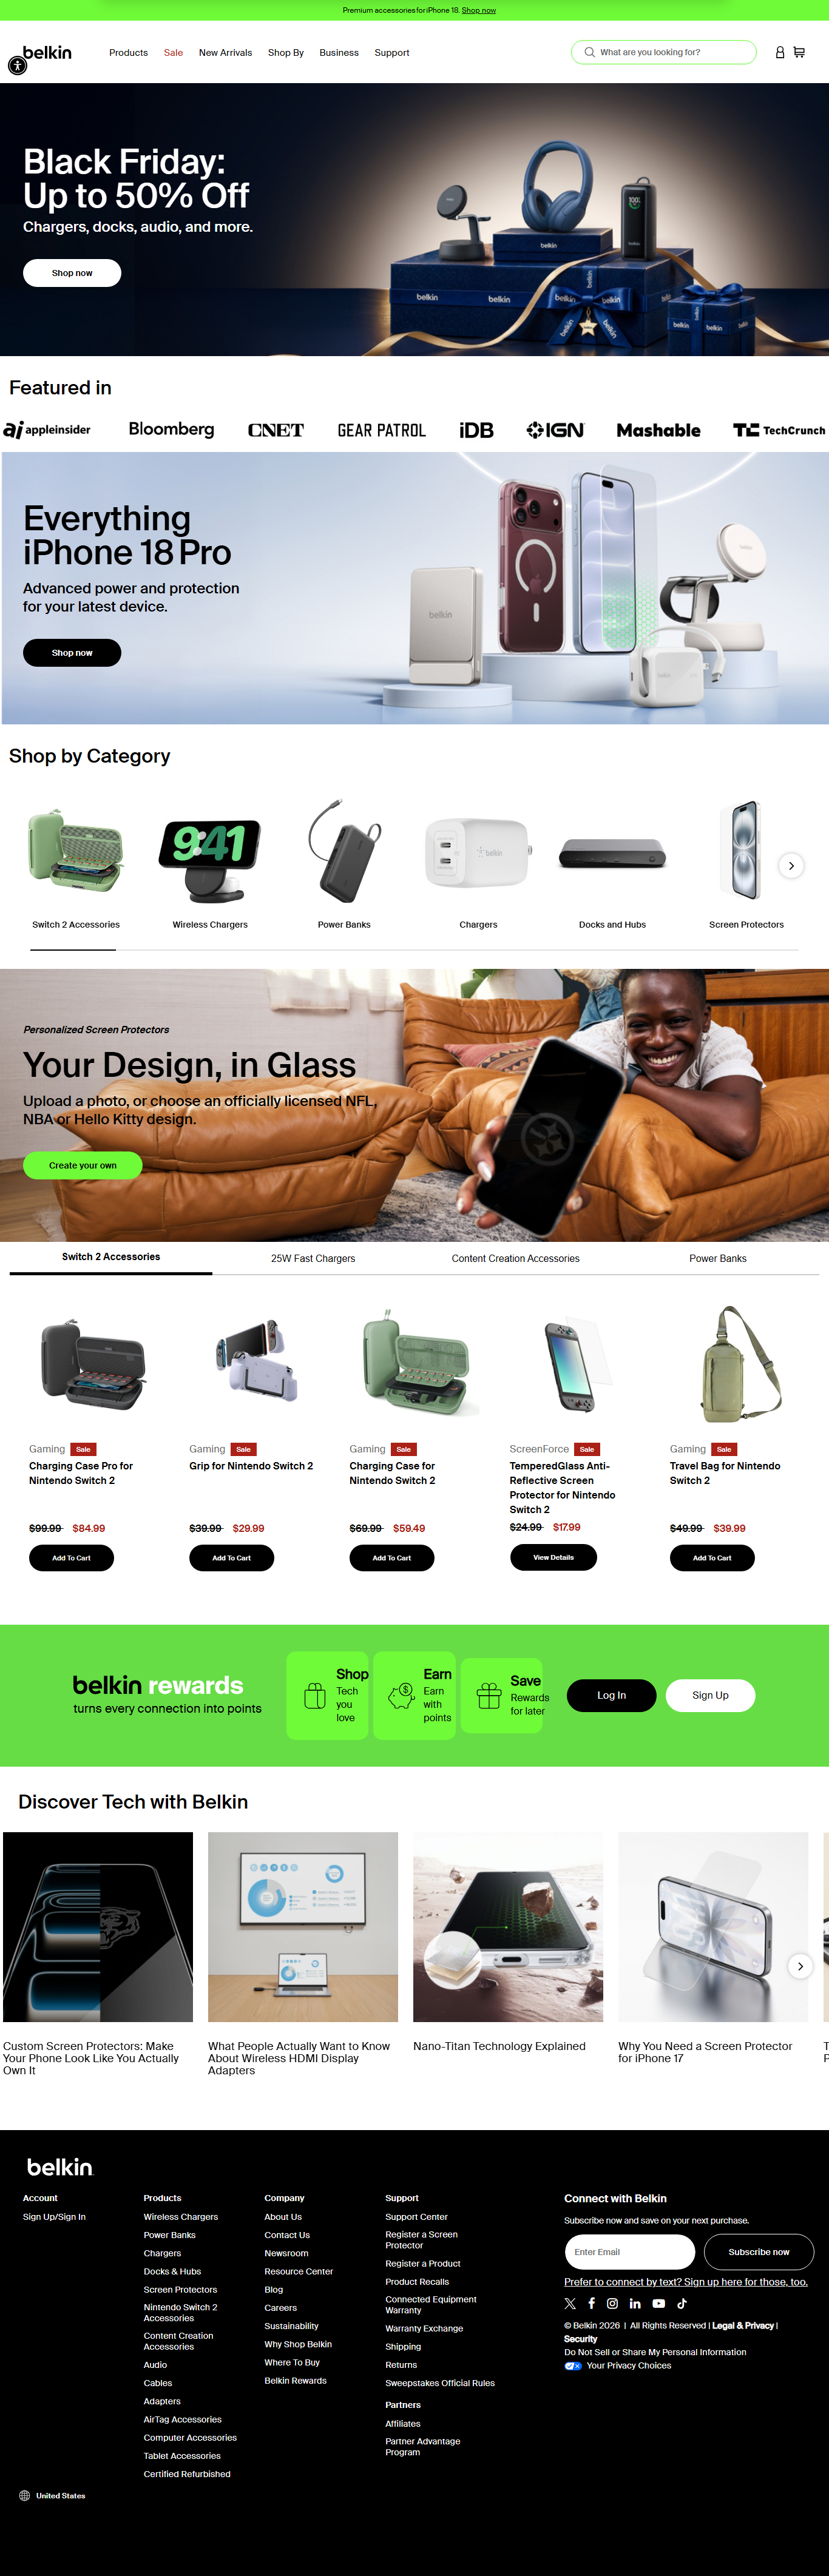 Premium accessories for iPhone 18. Shop now
belkin
Products
Sale
New Arrivals
Shop By
Business
Support
What are you looking for?
Black Friday:
Up to 50% Off
Chargers, docks, audio, and more.
Shop now
100%
belkin
belkin
belkin
belkin
belkin
belkin
belkin
belkin
belkin
belkin
Featured in
ai appleinsider
Bloomberg
CNET
GEAR PATROL
iDB
IGN
Mashable
TC TechCrunch
Everything
iPhone 18 Pro
Advanced power and protection
for your latest device.
Shop now
belkin
belkin
Shop by Category
941
belkin
Switch 2 Accessories
Wireless Chargers
Power Banks
Chargers
Docks and Hubs
Screen Protectors
Personalized Screen Protectors
Your Design, in Glass
Upload a photo, or choose an officially licensed NFL,
NBA or Hello Kitty design.
Create your own
Switch 2 Accessories
25W Fast Chargers
Content Creation Accessories
Power Banks
Gaming Sale
Charging Case Pro for
Nintendo Switch 2
$99.99 $84.99
Add To Cart
Gaming Sale
Grip for Nintendo Switch 2
$39.99 $29.99
Add To Cart
Gaming Sale
Charging Case for
Nintendo Switch 2
$69.99 $59.49
Add To Cart
ScreenForce Sale
TemperedGlass Anti-
Reflective Screen
Protector for Nintendo
Switch 2
$24.99 $17.99
View Details
Gaming Sale
Travel Bag for Nintendo
Switch 2
$49.99 $39.99
Add To Cart
belkin rewards
turns every connection into points
Shop
Tech
you
love
Earn
Earn
with
points
Save
Rewards
for later
Log In
Sign Up
Discover Tech with Belkin
Custom Screen Protectors: Make
Your Phone Look Like You Actually
Own It
What People Actually Want to Know
About Wireless HDMI Display
Adapters
Nano-Titan Technology Explained
Why You Need a Screen Protector
for iPhone 17
T
F
belkin
Account
Sign Up/Sign In
Products
Wireless Chargers
Power Banks
Chargers
Docks & Hubs
Screen Protectors
Nintendo Switch 2
Accessories
Content Creation
Accessories
Audio
Cables
Adapters
AirTag Accessories
Computer Accessories
Tablet Accessories
Certified Refurbished
Company
About Us
Contact Us
Newsroom
Resource Center
Blog
Careers
Sustainability
Why Shop Belkin
Where To Buy
Belkin Rewards
Support
Support Center
Register a Screen
Protector
Register a Product
Product Recalls
Connected Equipment
Warranty
Warranty Exchange
Shipping
Returns
Sweepstakes Official Rules
Partners
Affiliates
Partner Advantage
Program
Connect with Belkin
Subscribe now and save on your next purchase.
Enter Email
Subscribe now
Prefer to connect by text? Sign up here for those, too.
© Belkin 2026 | All Rights Reserved | Legal & Privacy |
Security
Do Not Sell or Share My Personal Information
Your Privacy Choices
United States